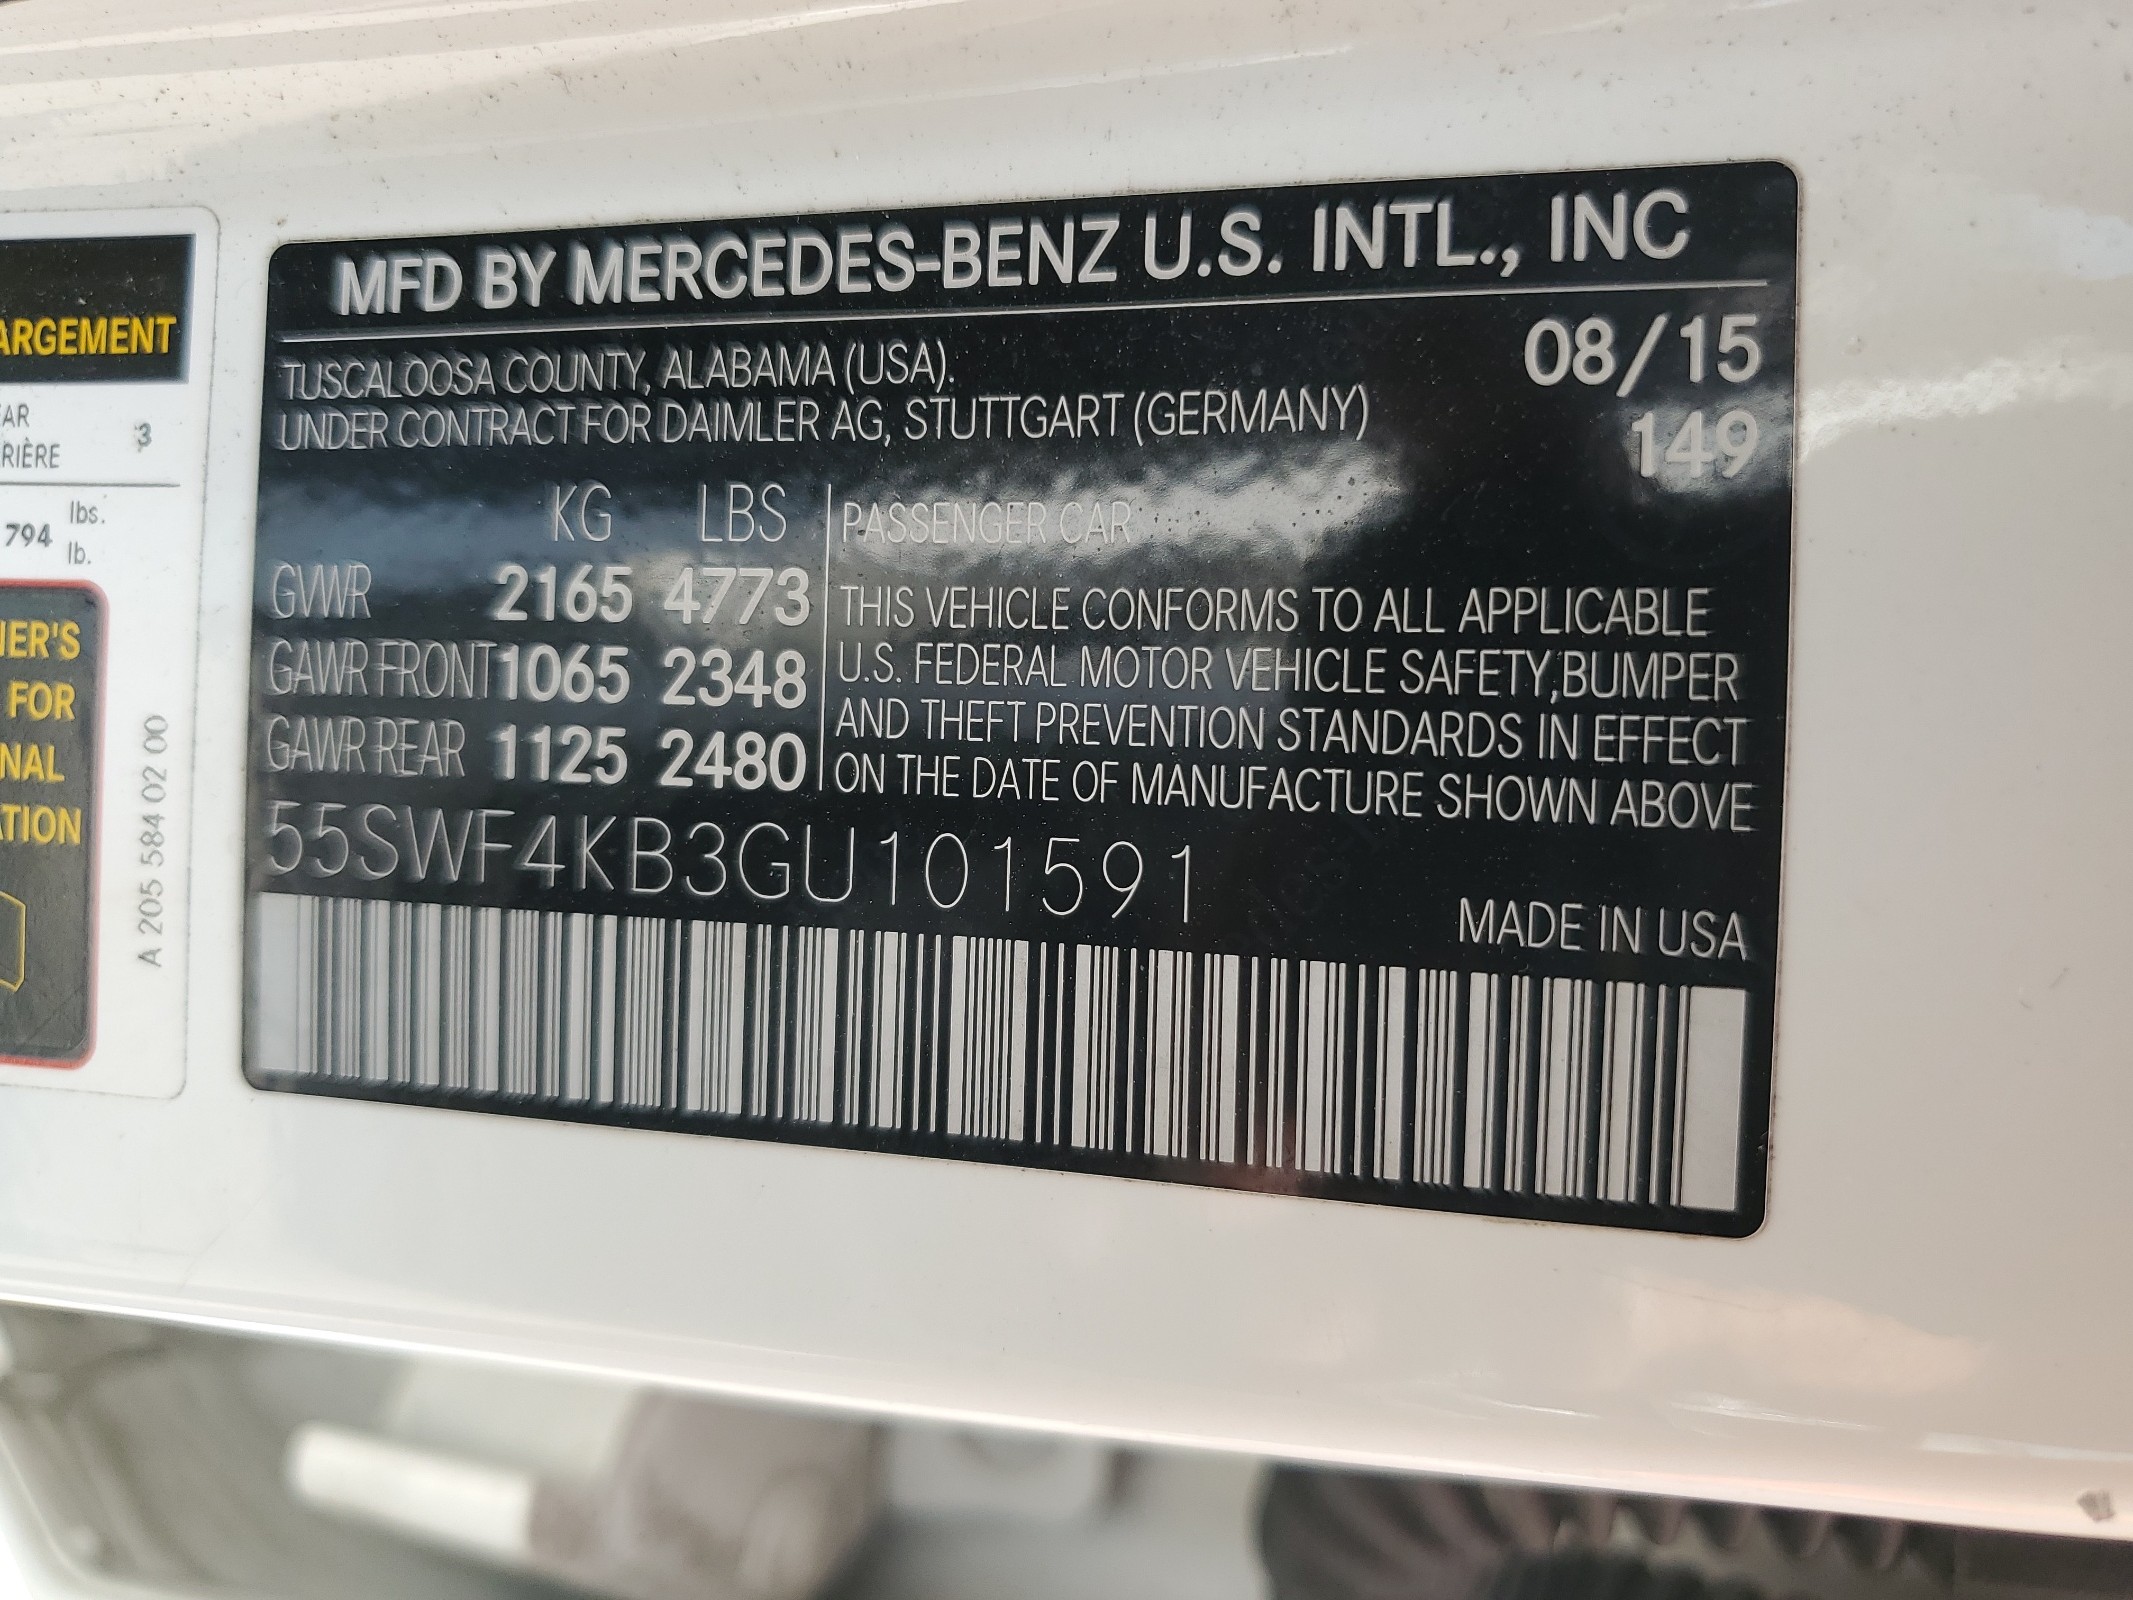 ARGEMENT
AR
RIÈRE 3
794 lbs.
lb.
ER'S
FOR
NAL
TION
A 205 584 02 00
MFD BY MERCEDES-BENZ U.S. INTL., INC
TUSCALOOSA COUNTY, ALABAMA (USA). 08/15
UNDER CONTRACT FOR DAIMLER AG, STUTTGART (GERMANY) 149
KG LBS PASSENGER CAR
GVWR 2165 4773
GAWR FRONT 1065 2348
GAWR REAR 1125 2480
THIS VEHICLE CONFORMS TO ALL APPLICABLE
U.S. FEDERAL MOTOR VEHICLE SAFETY,BUMPER
AND THEFT PREVENTION STANDARDS IN EFFECT
ON THE DATE OF MANUFACTURE SHOWN ABOVE
55SWF4KB3GU101591
MADE IN USA